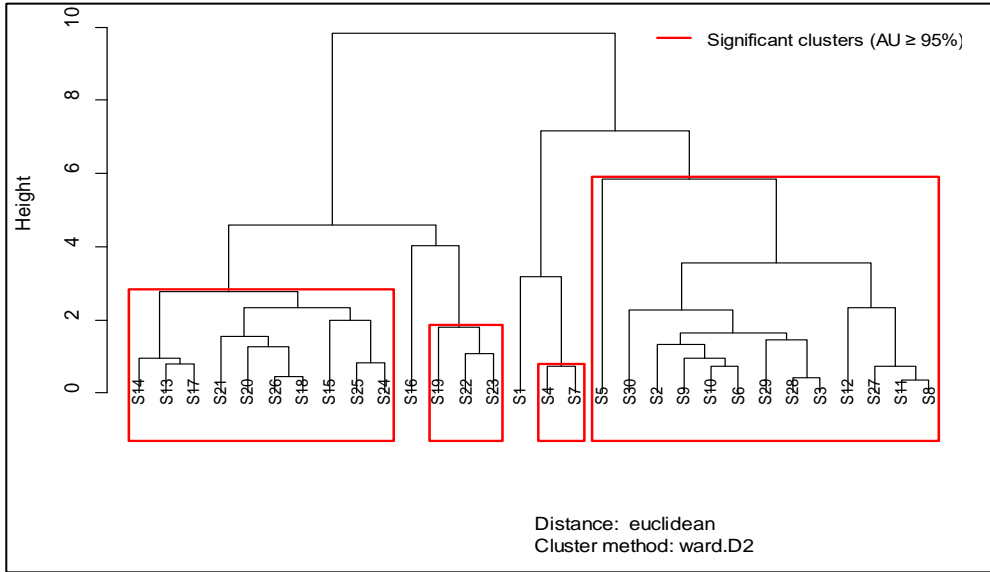 10
8
6
4
2
0
Height
Significant clusters (AU ≥ 95%)
S14
S13
S17
S21
S20
S26
S18
S15
S25
S24
S16
S19
S22
S23
S1
S4
S7
S5
S30
S2
S9
S10
S6
S29
S28
S3
S12
S27
S11
S8
Distance: euclidean
Cluster method: ward.D2